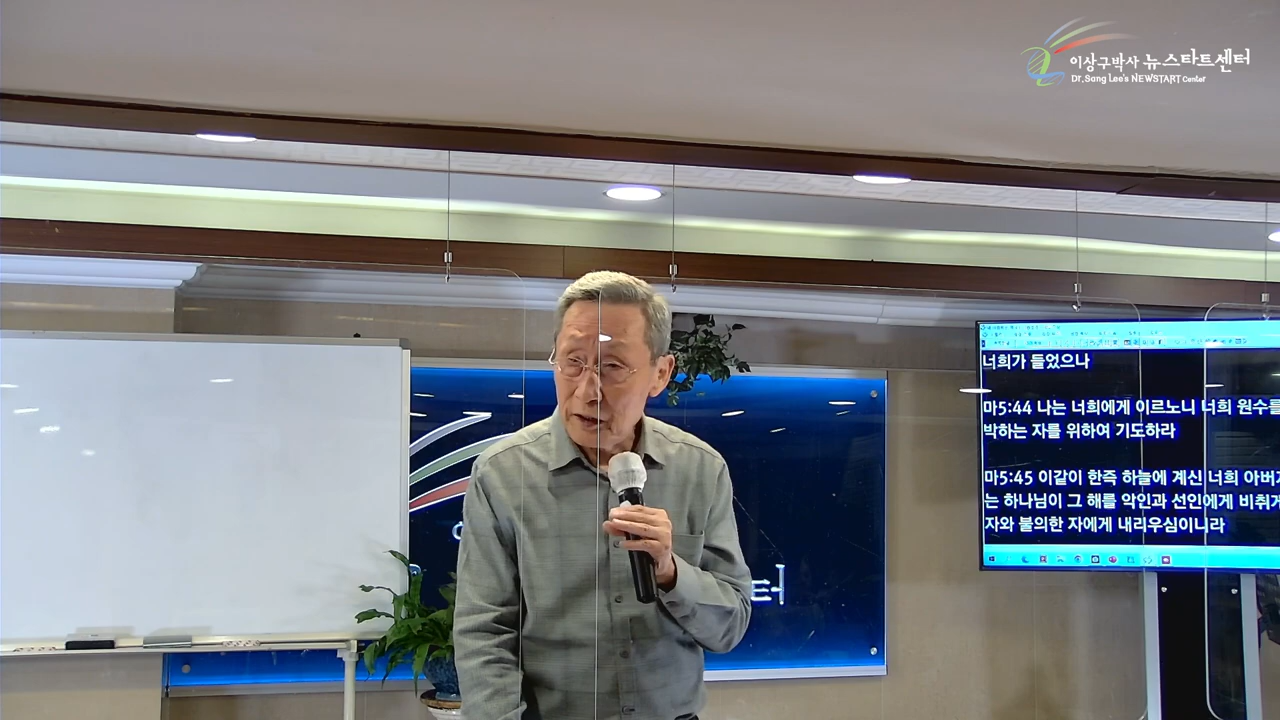 이상구박사 뉴스타트센터
Dr. Sang Lee's NEWSTART Center
너희가 들었으나
마5:44 나는 너희에게 이르노니 너희 원수를
박하는 자를 위하여 기도하라
마5:45 이같이 한즉 하늘에 계신 너희 아버지
는 하나님이 그 해를 악인과 선인에게 비취게
자와 불의한 자에게 내리우심이니라
터